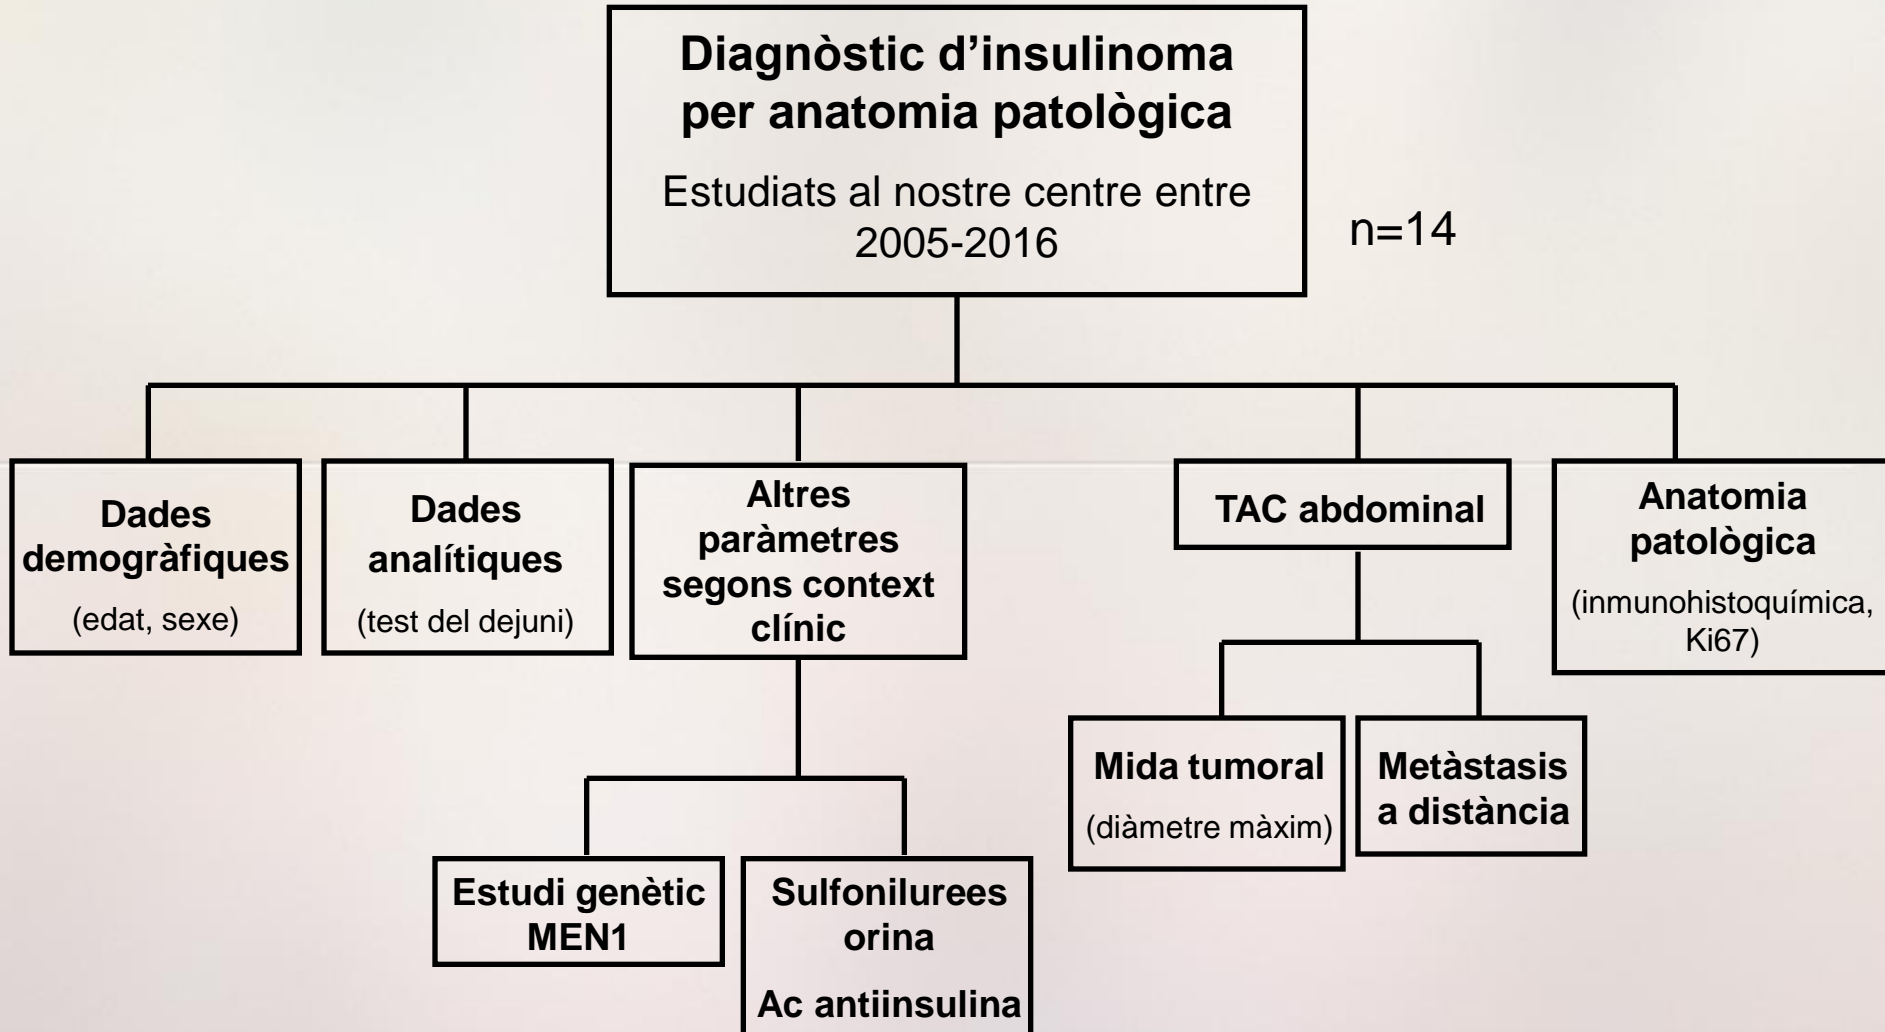 Diagnòstic d’insulinoma
per anatomia patològica
Estudiats al nostre centre entre
2005-2016
n=14
Dades
demogràfiques
(edat, sexe)
Dades
analítiques
(test del dejuni)
Altres
paràmetres
segons context
clínic
TAC abdominal
Anatomia
patològica
(inmunohistoquímica,
Ki67)
Mida tumoral
(diàmetre màxim)
Metàstasis
a distància
Estudi genètic
MEN1
Sulfonilurees
orina
Ac antiinsulina